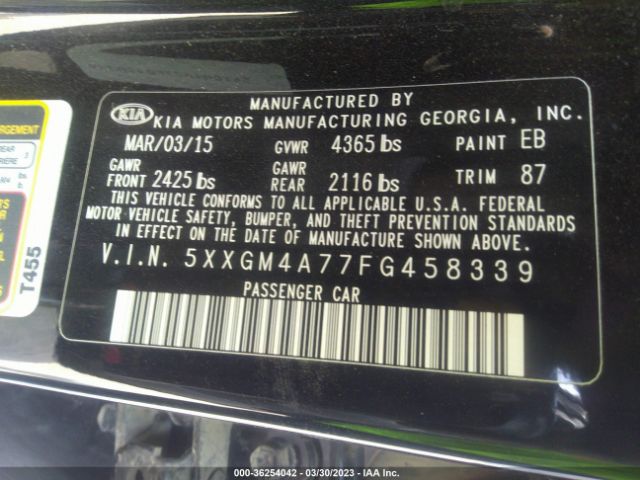 MANUFACTURED BY
KIA KIA MOTORS MANUFACTURING GEORGIA, INC.
MAR/03/15 GVWR 4365 lbs PAINT EB
GAWR FRONT 2425 lbs GAWR REAR 2116 lbs TRIM 87
THIS VEHICLE CONFORMS TO ALL APPLICABLE U.S.A. FEDERAL
MOTOR-VEHICLE SAFETY, BUMPER, AND THEFT PREVENTION STANDARDS
IN EFFECT ON THE DATE OF MANUFACTURE SHOWN ABOVE.
V.I.N. 5XXGM4A77FG458339
PASSENGER CAR
T455
000-36254042 — 03/30/2023 — IAA Inc.